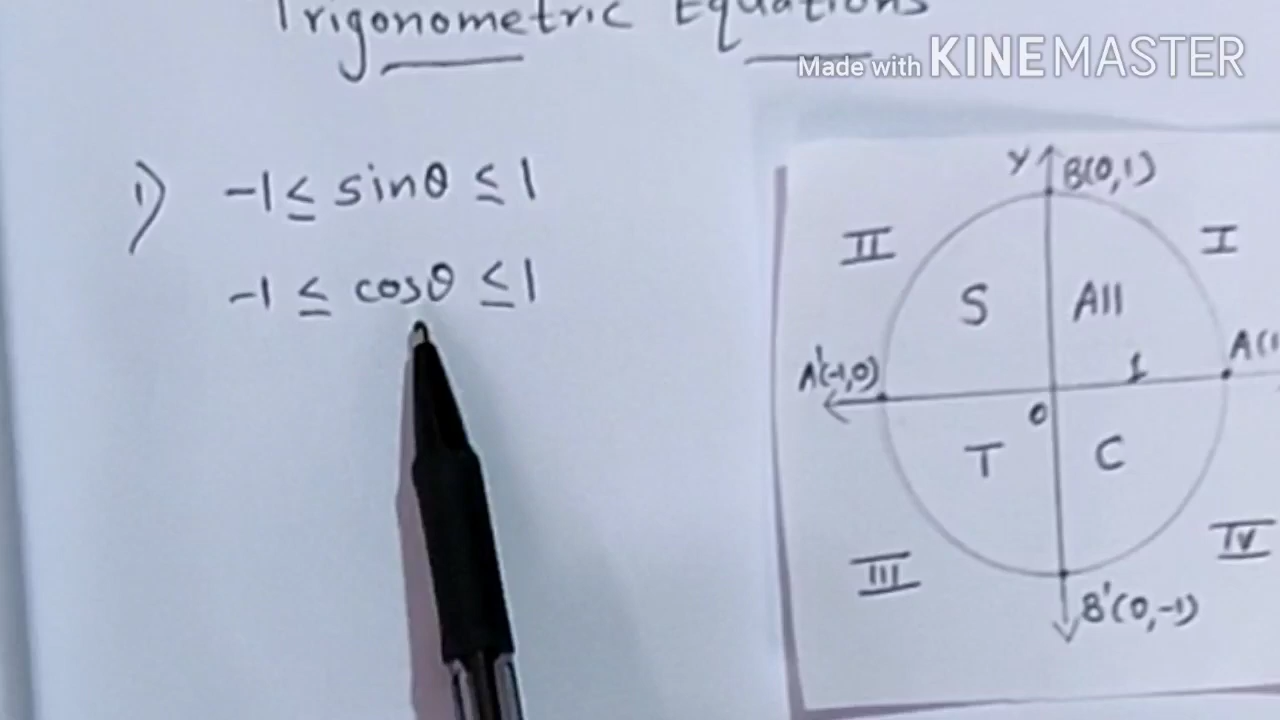 Trigonometric Equations
Made with KINEMASTER
i) -1 ≤ sinθ ≤ 1
-1 ≤ cosθ ≤ 1
Y B(0,1)
II I
S All
A'(-1,0) 1 A(1
0
T C
III IV
B'(0,-1)